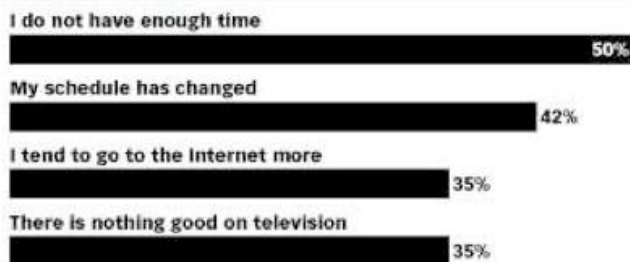 I do not have enough time
50%
My schedule has changed
42%
I tend to go to the Internet more
35%
There is nothing good on television
35%